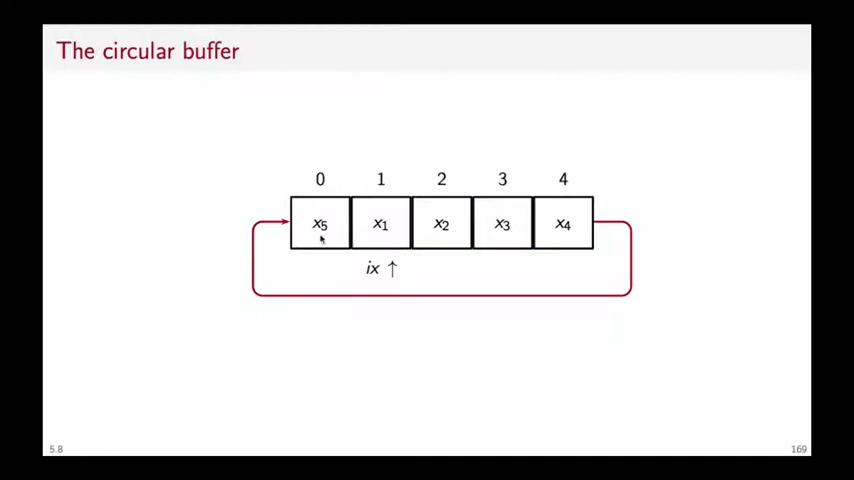 The circular buffer
0 1 2 3 4
x₅ x₁ x₂ x₃ x₄
ix ↑
5.8 169